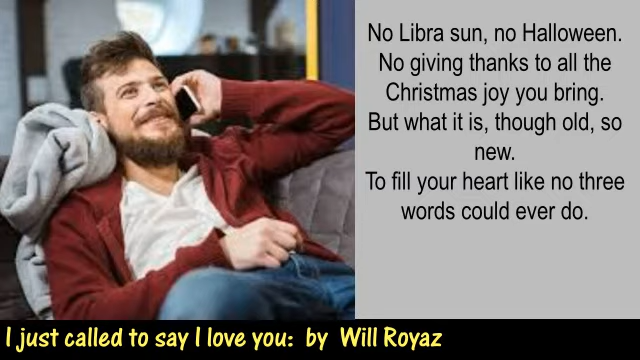 No Libra sun, no Halloween.
No giving thanks to all the
Christmas joy you bring.
But what it is, though old, so
new.
To fill your heart like no three
words could ever do.
I just called to say I love you:  by  Will Royaz